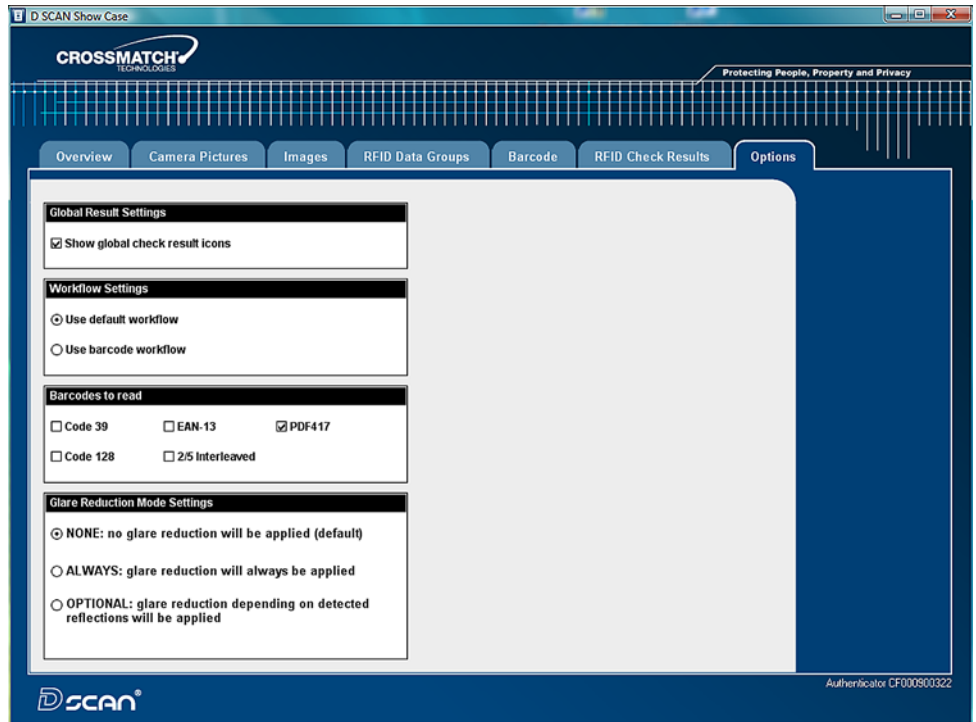 D SCAN Show Case
CROSSMATCH
TECHNOLOGIES
Protecting People, Property and Privacy
Overview Camera Pictures Images RFID Data Groups Barcode RFID Check Results Options
Global Result Settings
Show global check result icons
Workflow Settings
Use default workflow
Use barcode workflow
Barcodes to read
Code 39 EAN-13 PDF417
Code 128 2/5 Interleaved
Glare Reduction Mode Settings
NONE: no glare reduction will be applied (default)
ALWAYS: glare reduction will always be applied
OPTIONAL: glare reduction depending on detected
reflections will be applied
Authenticator CF000900322
D scan®